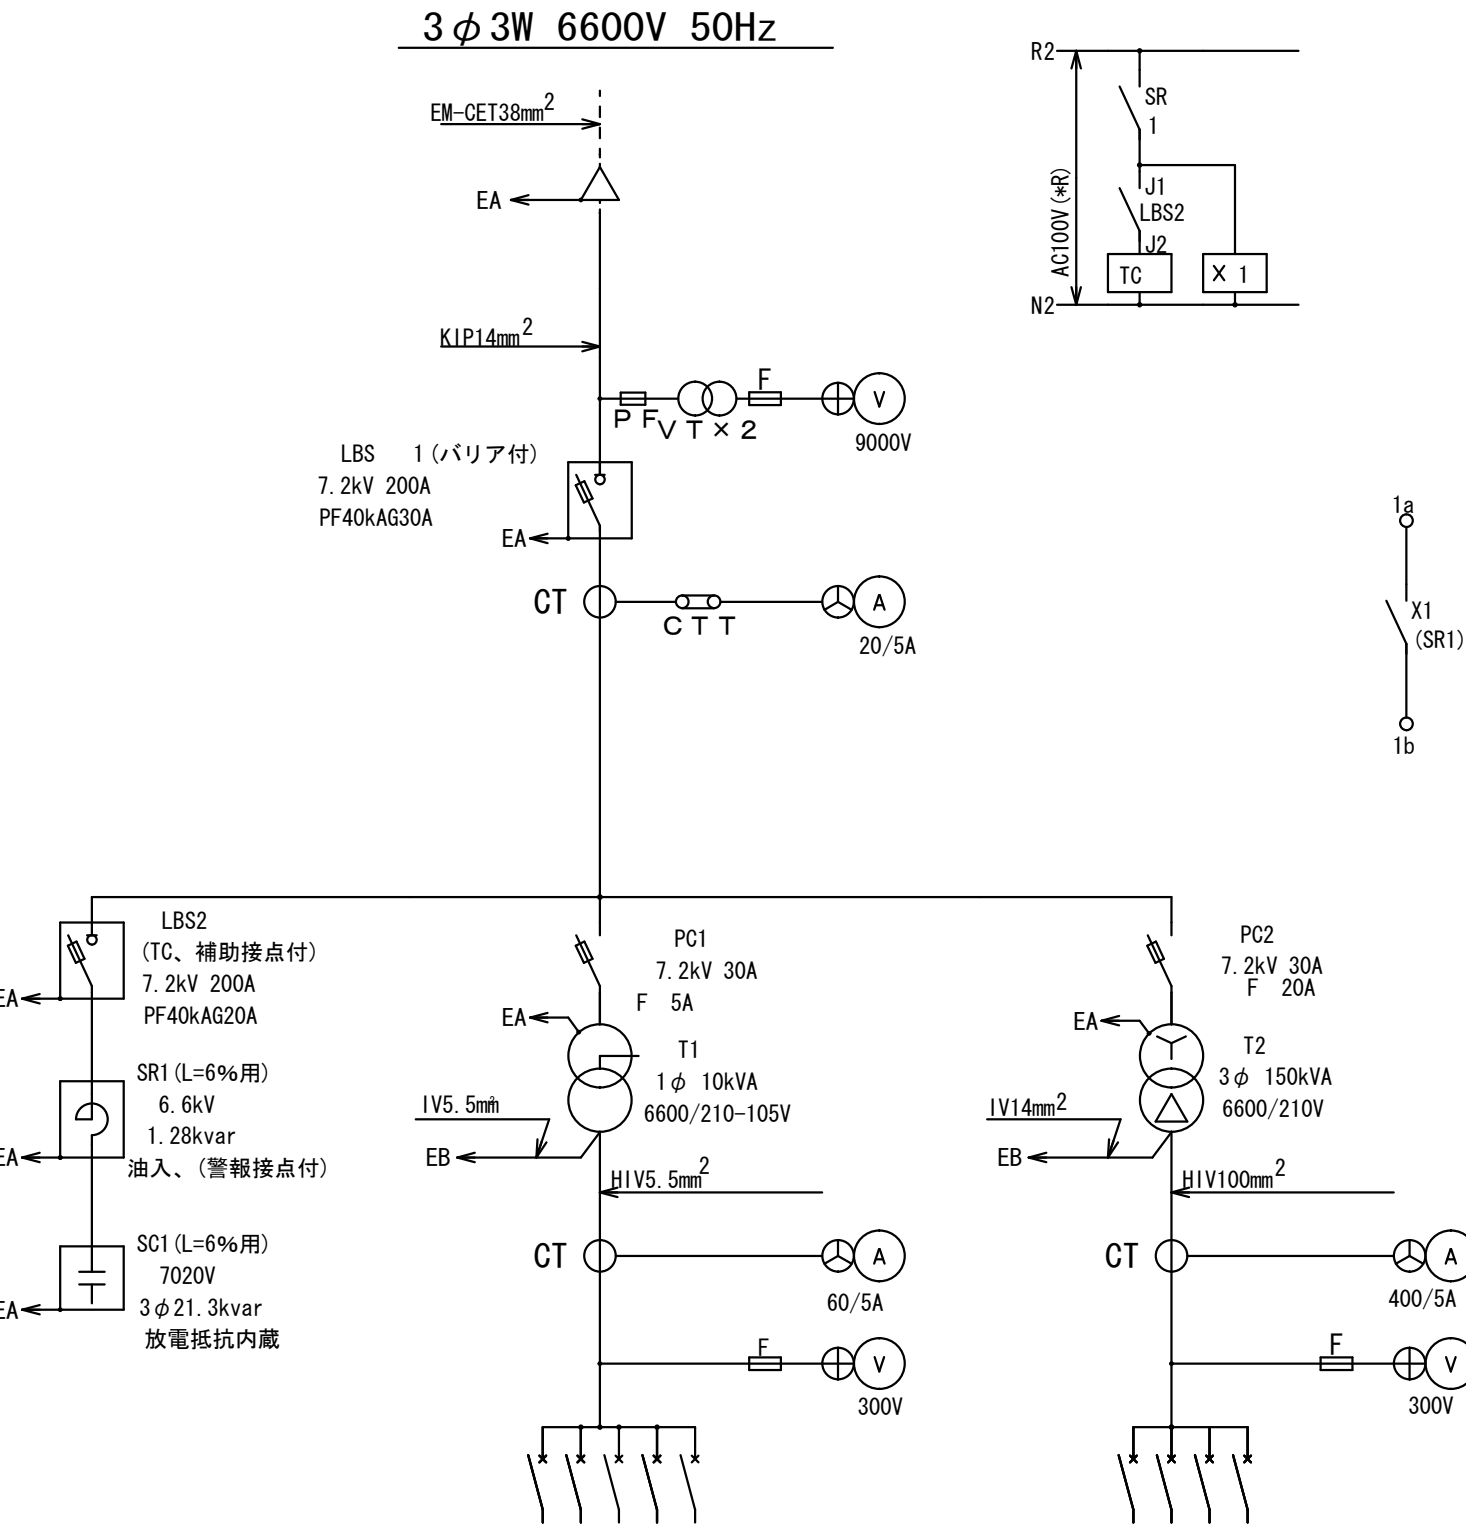 3φ3W 6600V 50Hz
EM-CET38mm2
EA
KIP14mm2
PF
VT×2
F
V
9000V
LBS 1(バリア付)
7.2kV 200A
PF40kAG30A
EA
CT
CTT
A
20/5A
R2
SR
1
AC100V(*R)
J1
LBS2
J2
TC
X 1
N2
1a
X1
(SR1)
1b
LBS2
(TC、補助接点付)
7.2kV 200A
PF40kAG20A
EA
SR1(L=6%用)
6.6kV
1.28kvar
油入、(警報接点付)
EA
SC1(L=6%用)
7020V
3φ21.3kvar
放電抵抗内蔵
EA
PC1
7.2kV 30A
F 5A
EA
T1
1φ 10kVA
6600/210-105V
IV5.5mm2
EB
HIV5.5mm2
CT
A
60/5A
F
V
300V
PC2
7.2kV 30A
F 20A
EA
T2
3φ 150kVA
6600/210V
IV14mm2
EB
HIV100mm2
CT
A
400/5A
F
V
300V